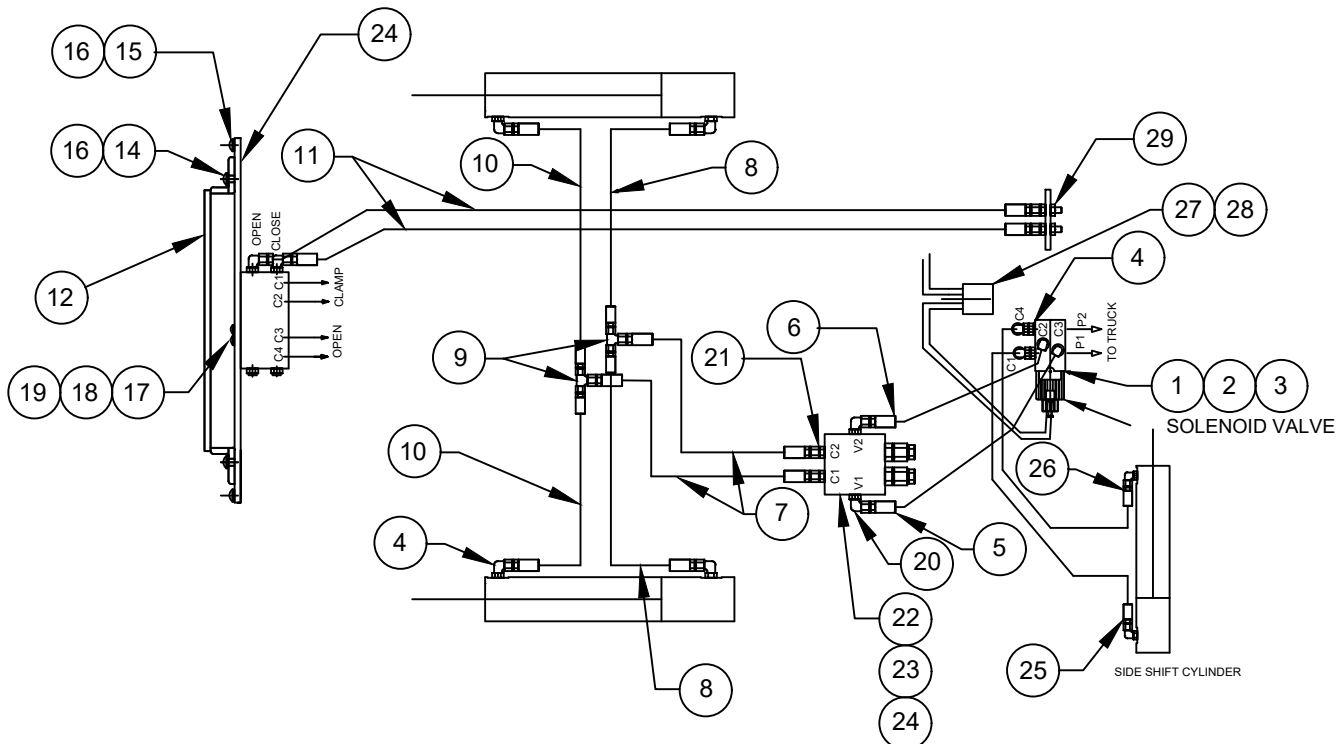 16 15
24
16 14
11
10
8
29
27 28
4
12
OPEN
CLOSE
C1
C2
CLAMP
C3
C4
OPEN
19 18 17
9
21
6
C4
C2
C3
P2
P1
TO TRUCK
C1
1 2 3
SOLENOID VALVE
C2
V2
C1
V1
10
7
26
4
20
5
22
23
24
25
8
SIDE SHIFT CYLINDER